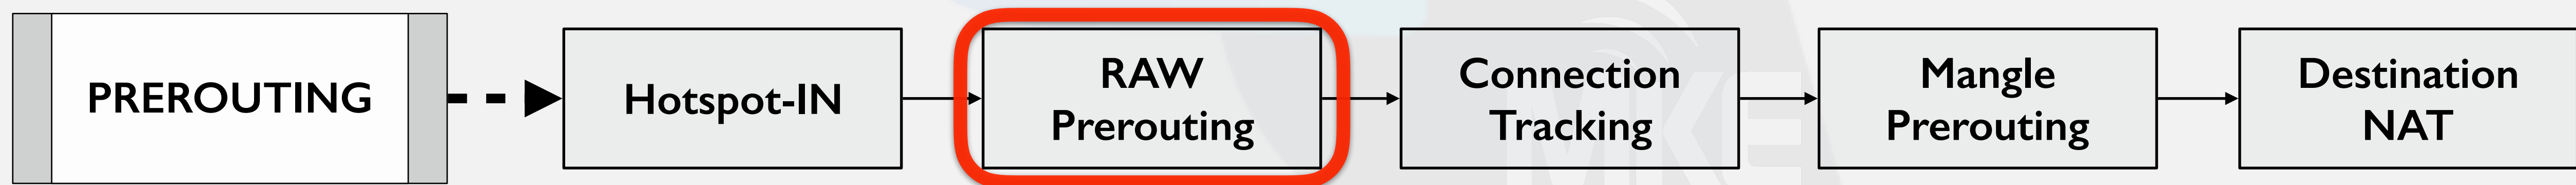 PREROUTING
Hotspot-IN
RAW
Prerouting
Connection
Tracking
Mangle
Prerouting
Destination
NAT